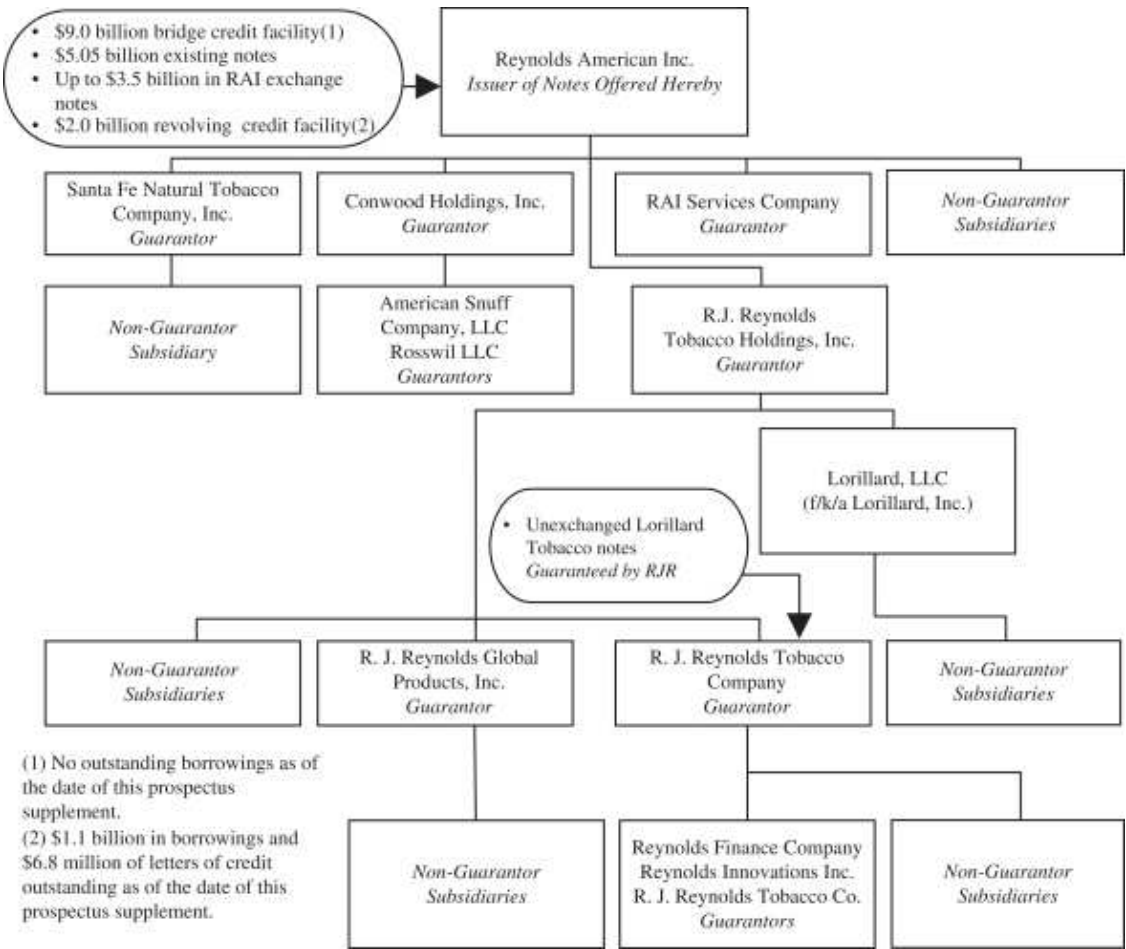 • $9.0 billion bridge credit facility(1)
• $5.05 billion existing notes
• Up to $3.5 billion in RAI exchange
notes
• $2.0 billion revolving credit facility(2)
Reynolds American Inc.
Issuer of Notes Offered Hereby
Santa Fe Natural Tobacco
Company, Inc.
Guarantor
Conwood Holdings, Inc.
Guarantor
RAI Services Company
Guarantor
Non-Guarantor
Subsidiaries
Non-Guarantor
Subsidiary
American Snuff
Company, LLC
Rosswil LLC
Guarantors
R.J. Reynolds
Tobacco Holdings, Inc.
Guarantor
Lorillard, LLC
(f/k/a Lorillard, Inc.)
• Unexchanged Lorillard
Tobacco notes
Guaranteed by RJR
Non-Guarantor
Subsidiaries
R. J. Reynolds Global
Products, Inc.
Guarantor
R. J. Reynolds Tobacco
Company
Guarantor
Non-Guarantor
Subsidiaries
(1) No outstanding borrowings as of
the date of this prospectus
supplement.
(2) $1.1 billion in borrowings and
$6.8 million of letters of credit
outstanding as of the date of this
prospectus supplement.
Non-Guarantor
Subsidiaries
Reynolds Finance Company
Reynolds Innovations Inc.
R. J. Reynolds Tobacco Co.
Guarantors
Non-Guarantor
Subsidiaries